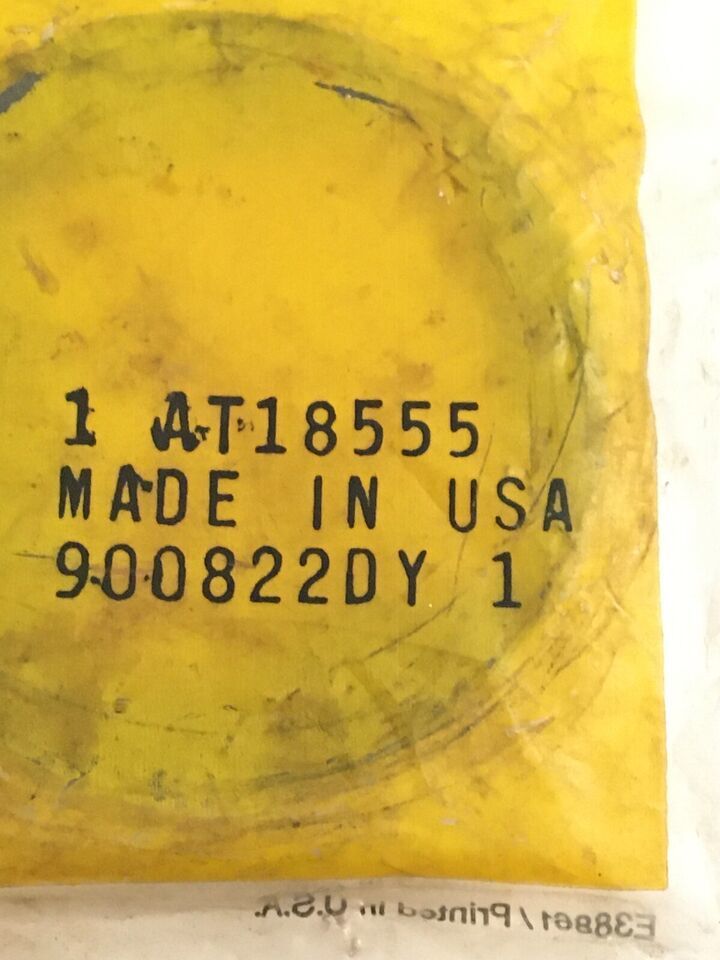 1 AT18555
MADE IN USA
900822DY 1
E38861 / Printed in U.S.A.